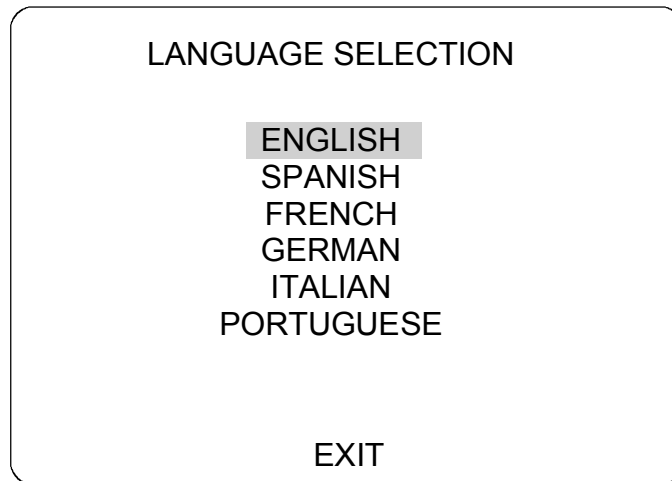 LANGUAGE SELECTION
ENGLISH
SPANISH
FRENCH
GERMAN
ITALIAN
PORTUGUESE
EXIT